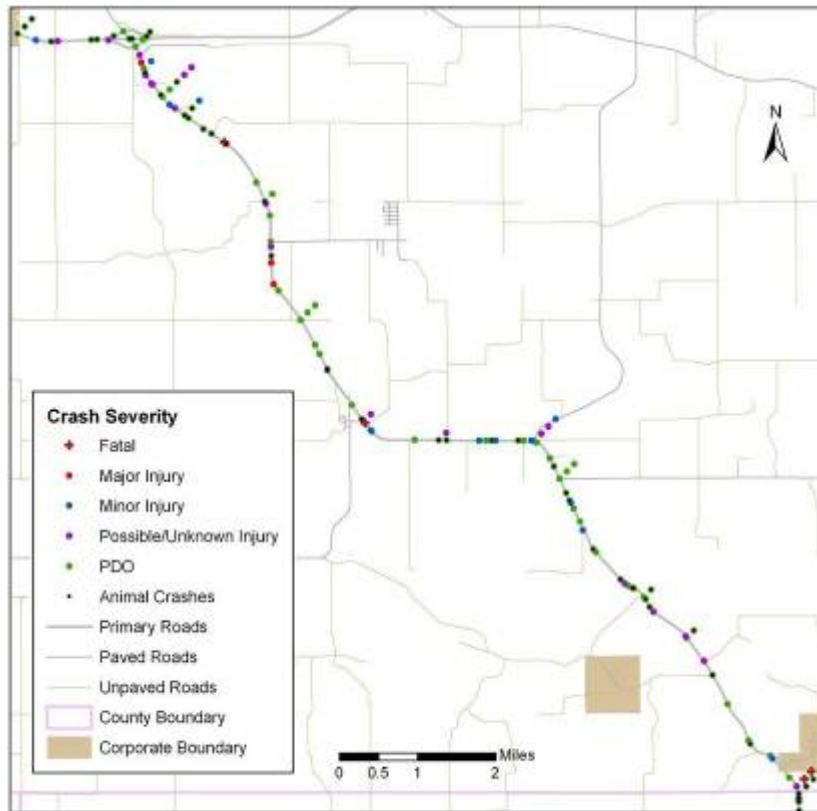 N
Crash Severity
Fatal
Major Injury
Minor Injury
Possible/Unknown Injury
PDO
Animal Crashes
Primary Roads
Paved Roads
Unpaved Roads
County Boundary
Corporate Boundary
Miles
0 0.5 1 2